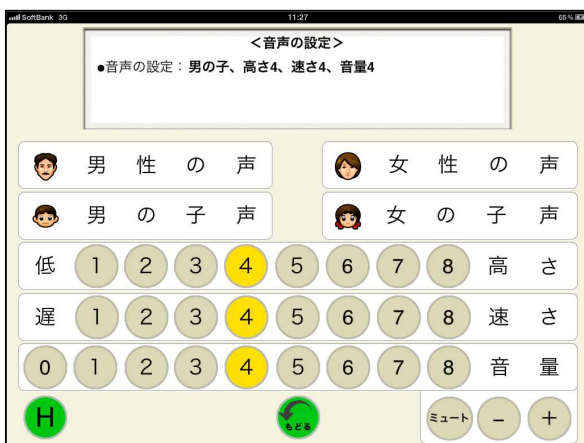 SoftBank 3G 11:27 65%
<音声の設定>
●音声の設定：男の子、高さ4、速さ4、音量4
男性の声 女性の声
男の子声 女の子声
低 1 2 3 4 5 6 7 8 高さ
遅 1 2 3 4 5 6 7 8 速さ
0 1 2 3 4 5 6 7 8 音量
H もどる ミュート － ＋